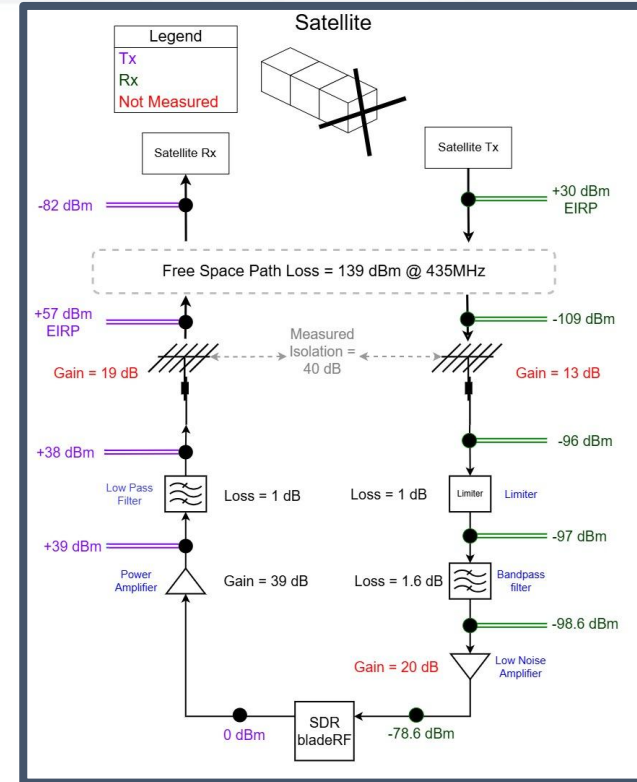 Satellite
Legend
Tx
Rx
Not Measured
Satellite Rx
Satellite Tx
-82 dBm
+30 dBm
EIRP
Free Space Path Loss = 139 dBm @ 435MHz
+57 dBm
EIRP
-109 dBm
Measured
Isolation =
40 dB
Gain = 19 dB
Gain = 13 dB
+38 dBm
-96 dBm
Low Pass
Filter
Loss = 1 dB
Loss = 1 dB
Limiter
Limiter
+39 dBm
-97 dBm
Power
Amplifier
Gain = 39 dB
Loss = 1.6 dB
Bandpass
filter
-98.6 dBm
Gain = 20 dB
Low Noise
Amplifier
0 dBm
SDR
bladeRF
-78.6 dBm